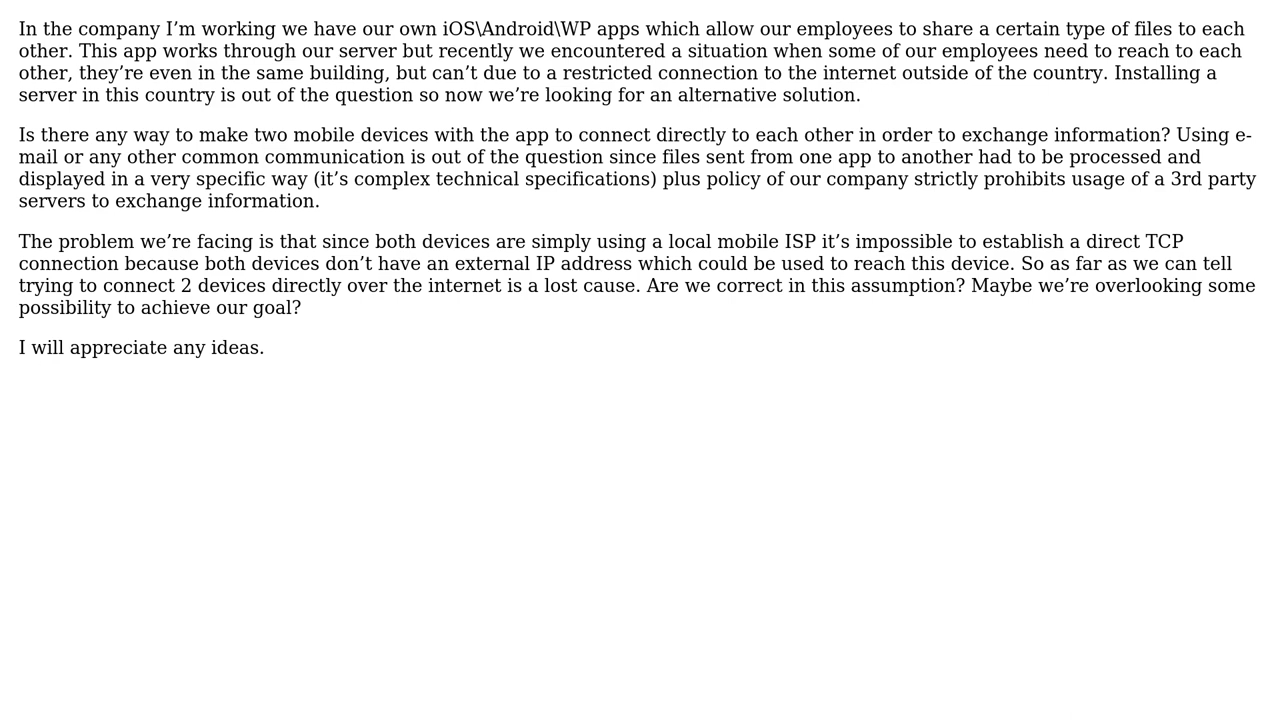 In the company I’m working we have our own iOS\Android\WP apps which allow our employees to share a certain type of files to each
other. This app works through our server but recently we encountered a situation when some of our employees need to reach to each
other, they’re even in the same building, but can’t due to a restricted connection to the internet outside of the country. Installing a
server in this country is out of the question so now we’re looking for an alternative solution.
Is there any way to make two mobile devices with the app to connect directly to each other in order to exchange information? Using e-
mail or any other common communication is out of the question since files sent from one app to another had to be processed and
displayed in a very specific way (it’s complex technical specifications) plus policy of our company strictly prohibits usage of a 3rd party
servers to exchange information.
The problem we’re facing is that since both devices are simply using a local mobile ISP it’s impossible to establish a direct TCP
connection because both devices don’t have an external IP address which could be used to reach this device. So as far as we can tell
trying to connect 2 devices directly over the internet is a lost cause. Are we correct in this assumption? Maybe we’re overlooking some
possibility to achieve our goal?
I will appreciate any ideas.